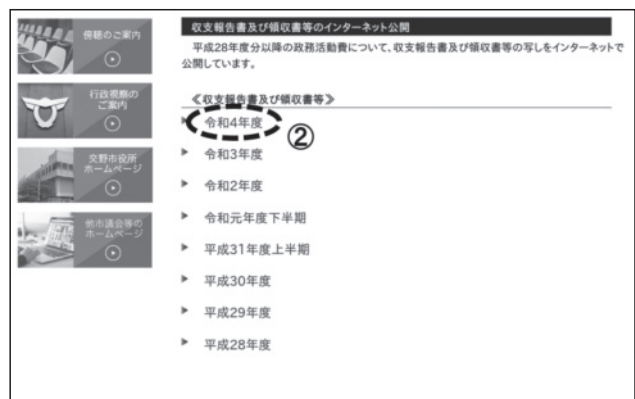 傍聴のご案内
行政視察の
ご案内
交野市役所
ホームページ
他市議会等の
ホームページ
収支報告書及び領収書等のインターネット公開
平成28年度分以降の政務活動費について、収支報告書及び領収書等の写しをインターネットで
公開しています。
≪収支報告書及び領収書等≫
令和4年度
②
令和3年度
令和2年度
令和元年度下半期
平成31年度上半期
平成30年度
平成29年度
平成28年度